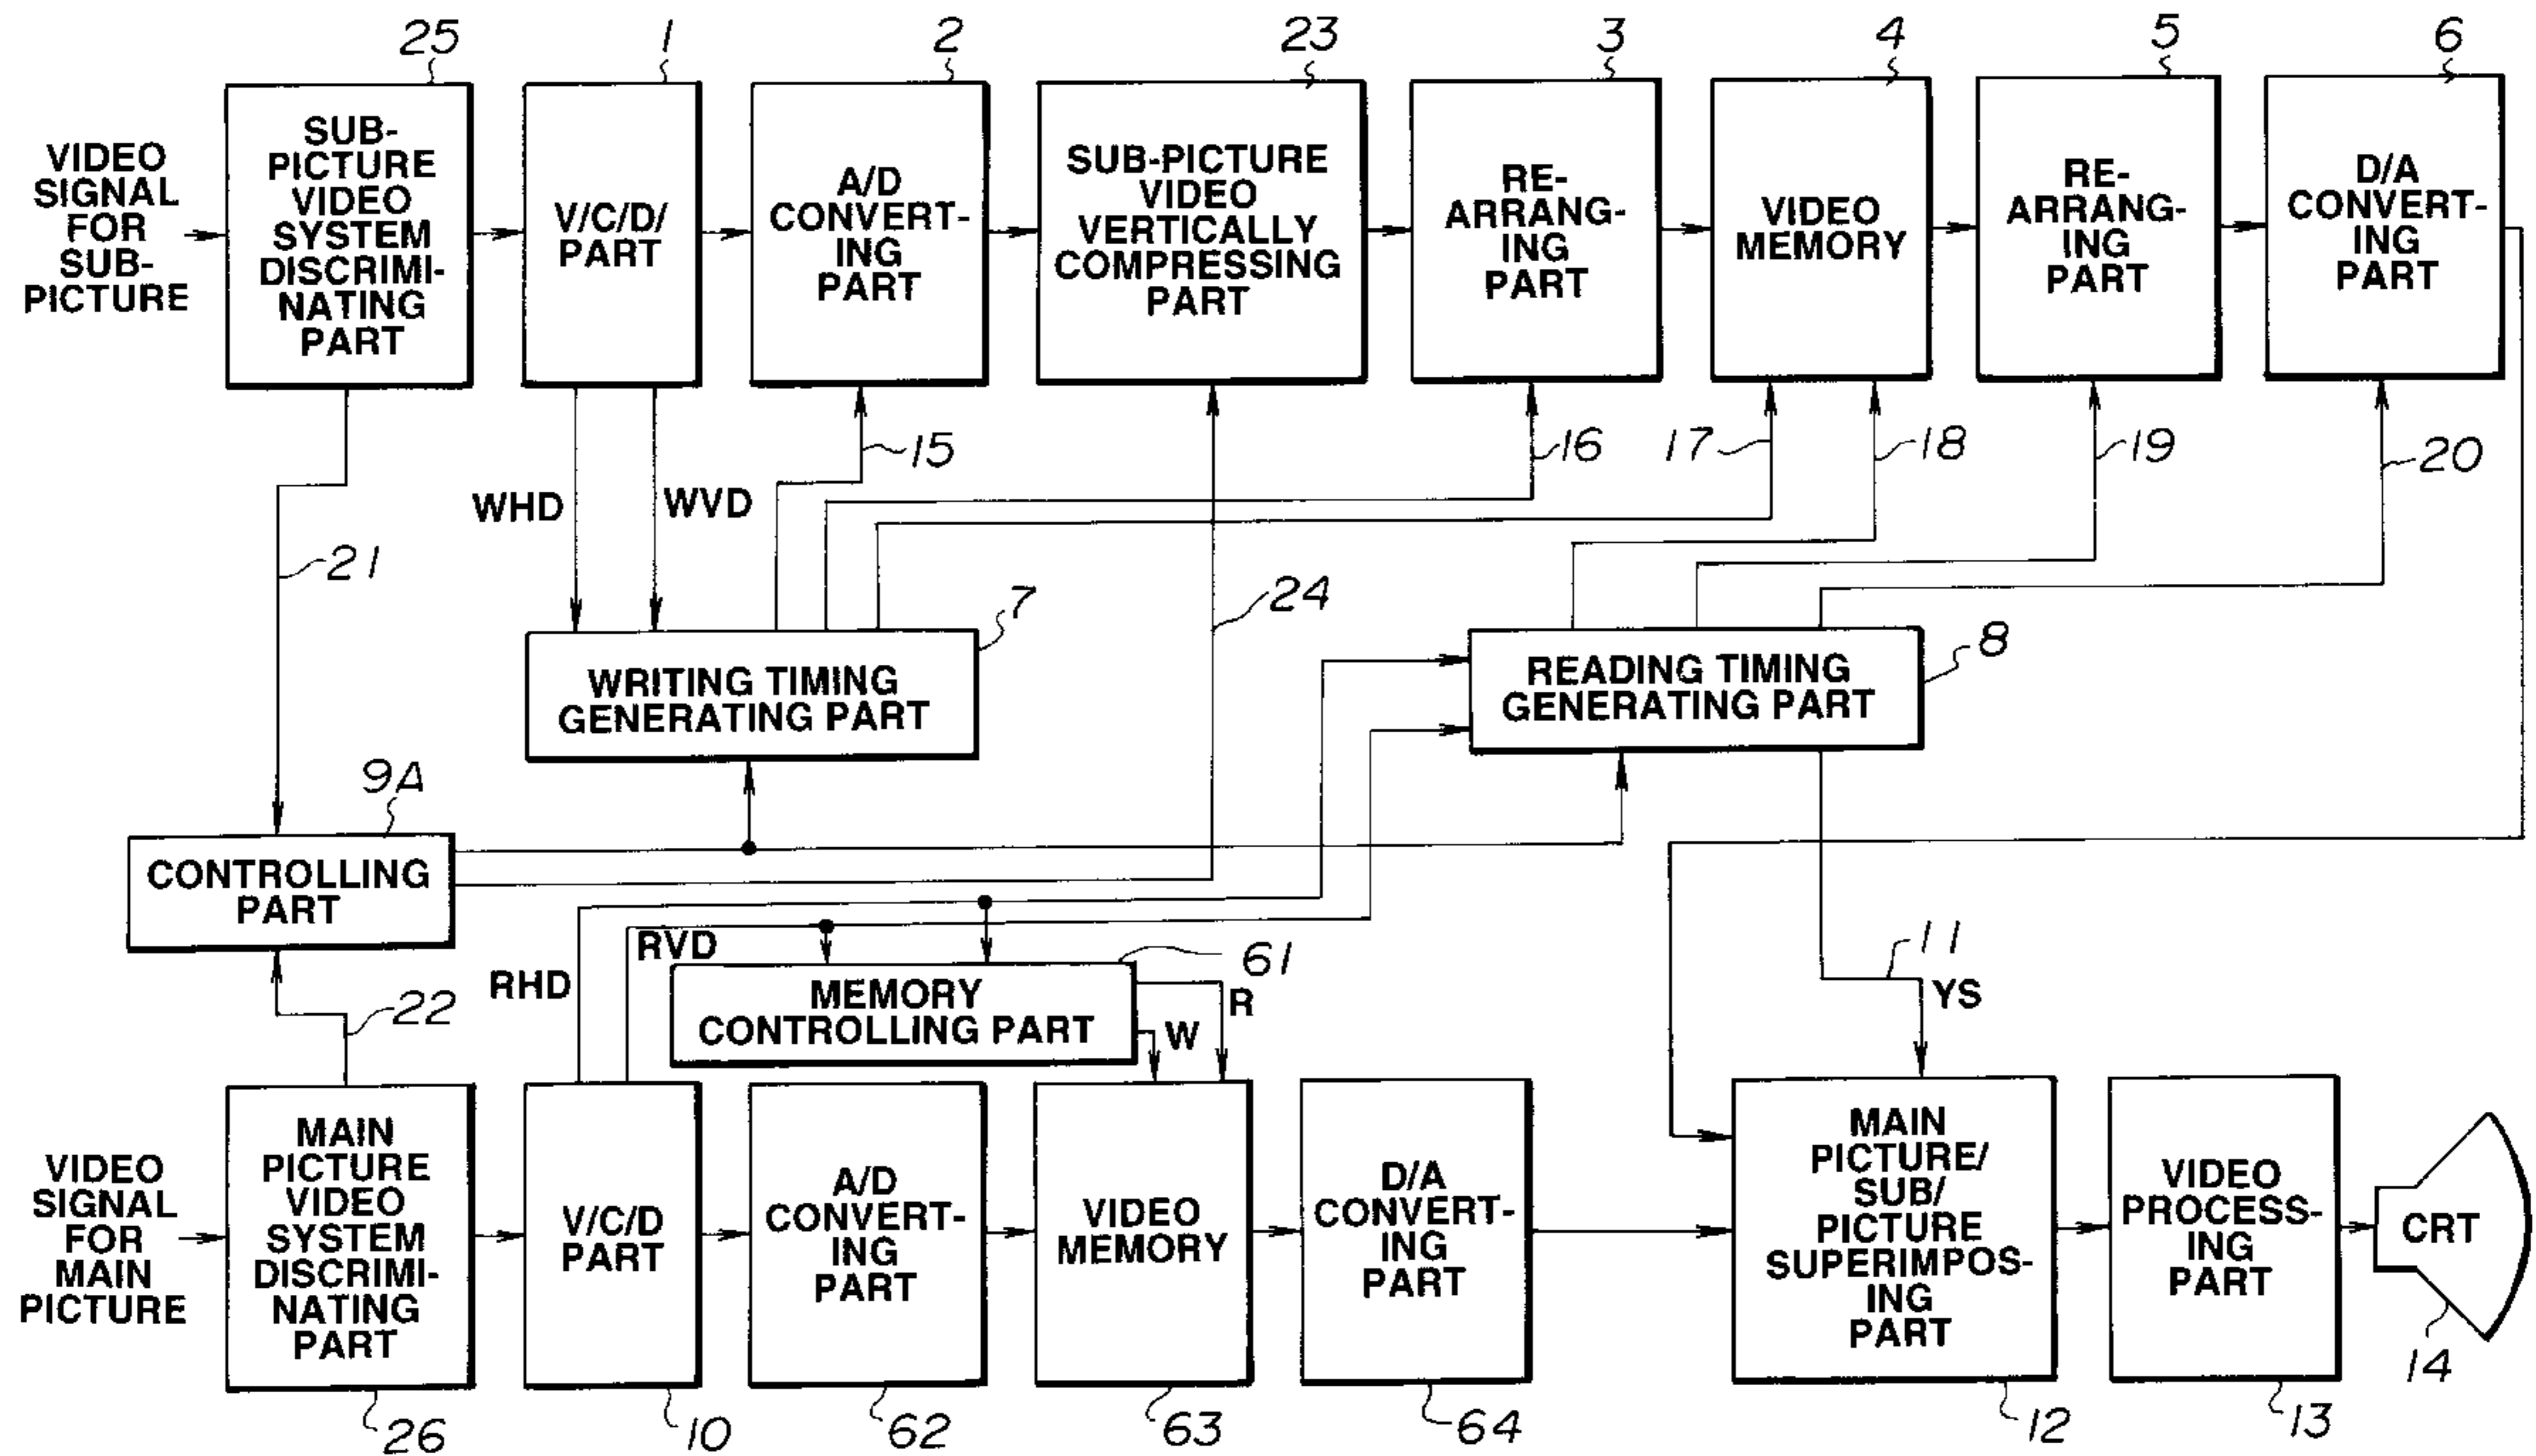 25
1
2
23
3
4
5
6
VIDEO
SIGNAL
FOR
SUB-
PICTURE
SUB-
PICTURE
VIDEO
SYSTEM
DISCRIMI-
NATING
PART
V/C/D/
PART
A/D
CONVERT-
ING
PART
SUB-PICTURE
VIDEO
VERTICALLY
COMPRESSING
PART
RE-
ARRANG-
ING
PART
VIDEO
MEMORY
RE-
ARRANG-
ING
PART
D/A
CONVERT-
ING
PART
15
16
17
18
19
20
WHD
WVD
21
24
7
8
WRITING TIMING
GENERATING PART
READING TIMING
GENERATING PART
9A
CONTROLLING
PART
RVD
RHD
61
11
YS
22
MEMORY
CONTROLLING PART
R
W
VIDEO
SIGNAL
FOR
MAIN
PICTURE
MAIN
PICTURE
VIDEO
SYSTEM
DISCRIMI-
NATING
PART
V/C/D
PART
A/D
CONVERT-
ING
PART
VIDEO
MEMORY
D/A
CONVERT-
ING
PART
MAIN
PICTURE/
SUB/
PICTURE
SUPERIMPOS-
ING
PART
VIDEO
PROCESS-
ING
PART
CRT
14
26
10
62
63
64
12
13